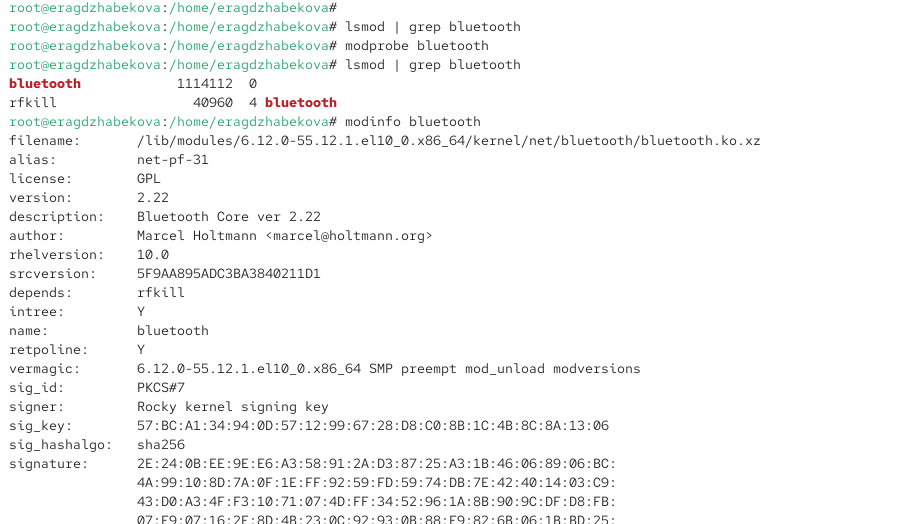 root@eragdzhabekova:/home/eragdzhabekova#
root@eragdzhabekova:/home/eragdzhabekova# lsmod | grep bluetooth
root@eragdzhabekova:/home/eragdzhabekova# modprobe bluetooth
root@eragdzhabekova:/home/eragdzhabekova# lsmod | grep bluetooth
bluetooth            1114112  0
rfkill                 40960  4 bluetooth
root@eragdzhabekova:/home/eragdzhabekova# modinfo bluetooth
filename:       /lib/modules/6.12.0-55.12.1.el10_0.x86_64/kernel/net/bluetooth/bluetooth.ko.xz
alias:          net-pf-31
license:        GPL
version:        2.22
description:    Bluetooth Core ver 2.22
author:         Marcel Holtmann <marcel@holtmann.org>
rhelversion:    10.0
srcversion:     5F9AA895ADC3BA3840211D1
depends:        rfkill
intree:         Y
name:           bluetooth
retpoline:      Y
vermagic:       6.12.0-55.12.1.el10_0.x86_64 SMP preempt mod_unload modversions
sig_id:         PKCS#7
signer:         Rocky kernel signing key
sig_key:        57:BC:A1:34:94:0D:57:12:99:67:28:D8:C0:8B:1C:4B:8C:8A:13:06
sig_hashalgo:   sha256
signature:      2E:24:0B:EE:9E:E6:A3:58:91:2A:D3:87:25:A3:1B:46:06:89:06:BC:
                4A:99:10:8D:7A:0F:1E:FF:92:59:FD:59:74:DB:7E:42:40:14:03:C9:
                43:D0:A3:4F:F3:10:71:07:4D:FF:34:52:96:1A:8B:90:9C:DF:D8:FB:
                07:F9:07:16:2F:8D:4B:23:0C:92:93:0B:88:F9:82:6B:06:1B:BD:25: